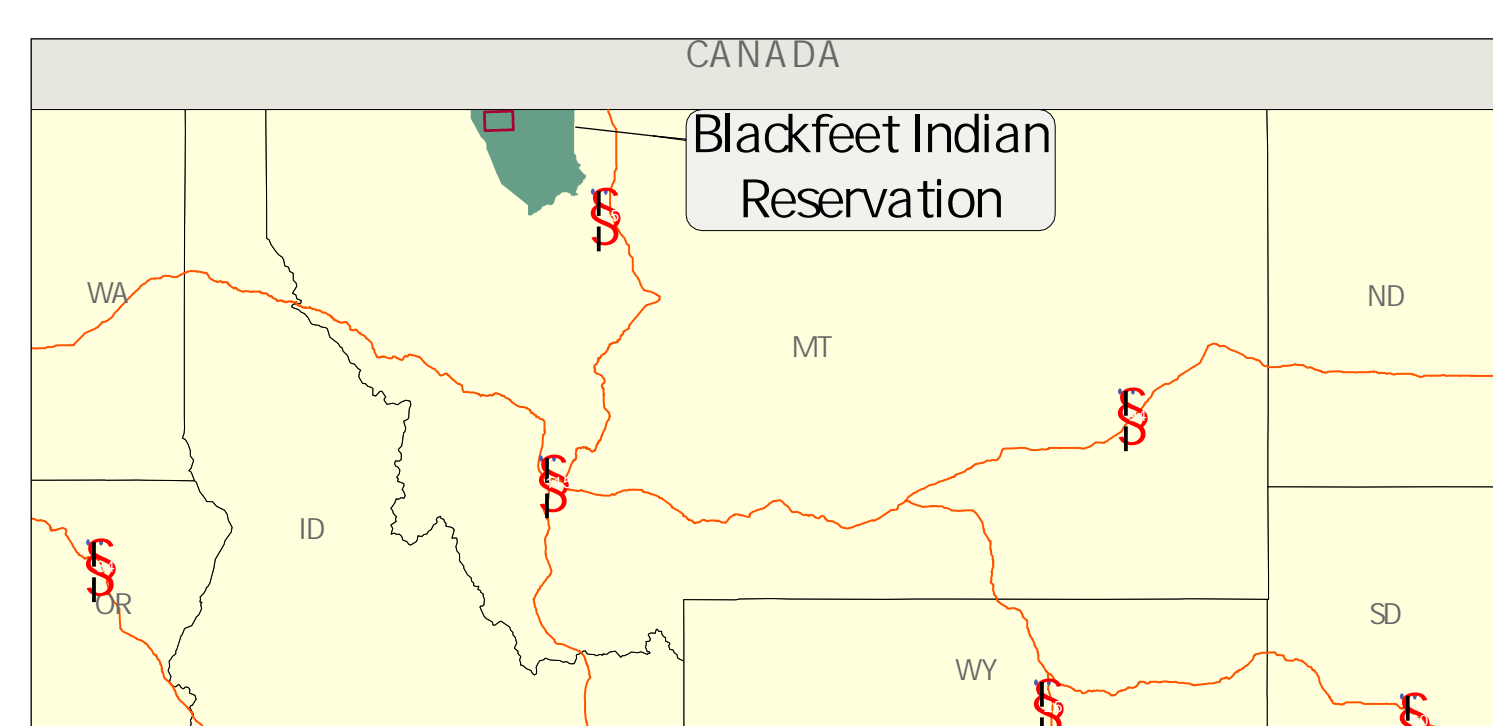 CANADA
Blackfeet Indian
Reservation
WA
ND
MT
ID
OR
SD
WY